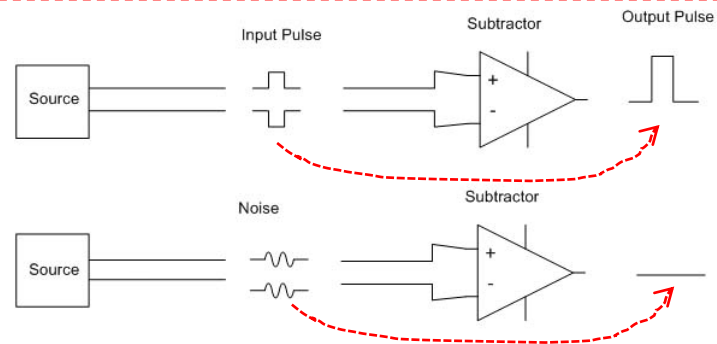 Output Pulse
Subtractor
Input Pulse
Source
+
-
Subtractor
Noise
Source
+
-